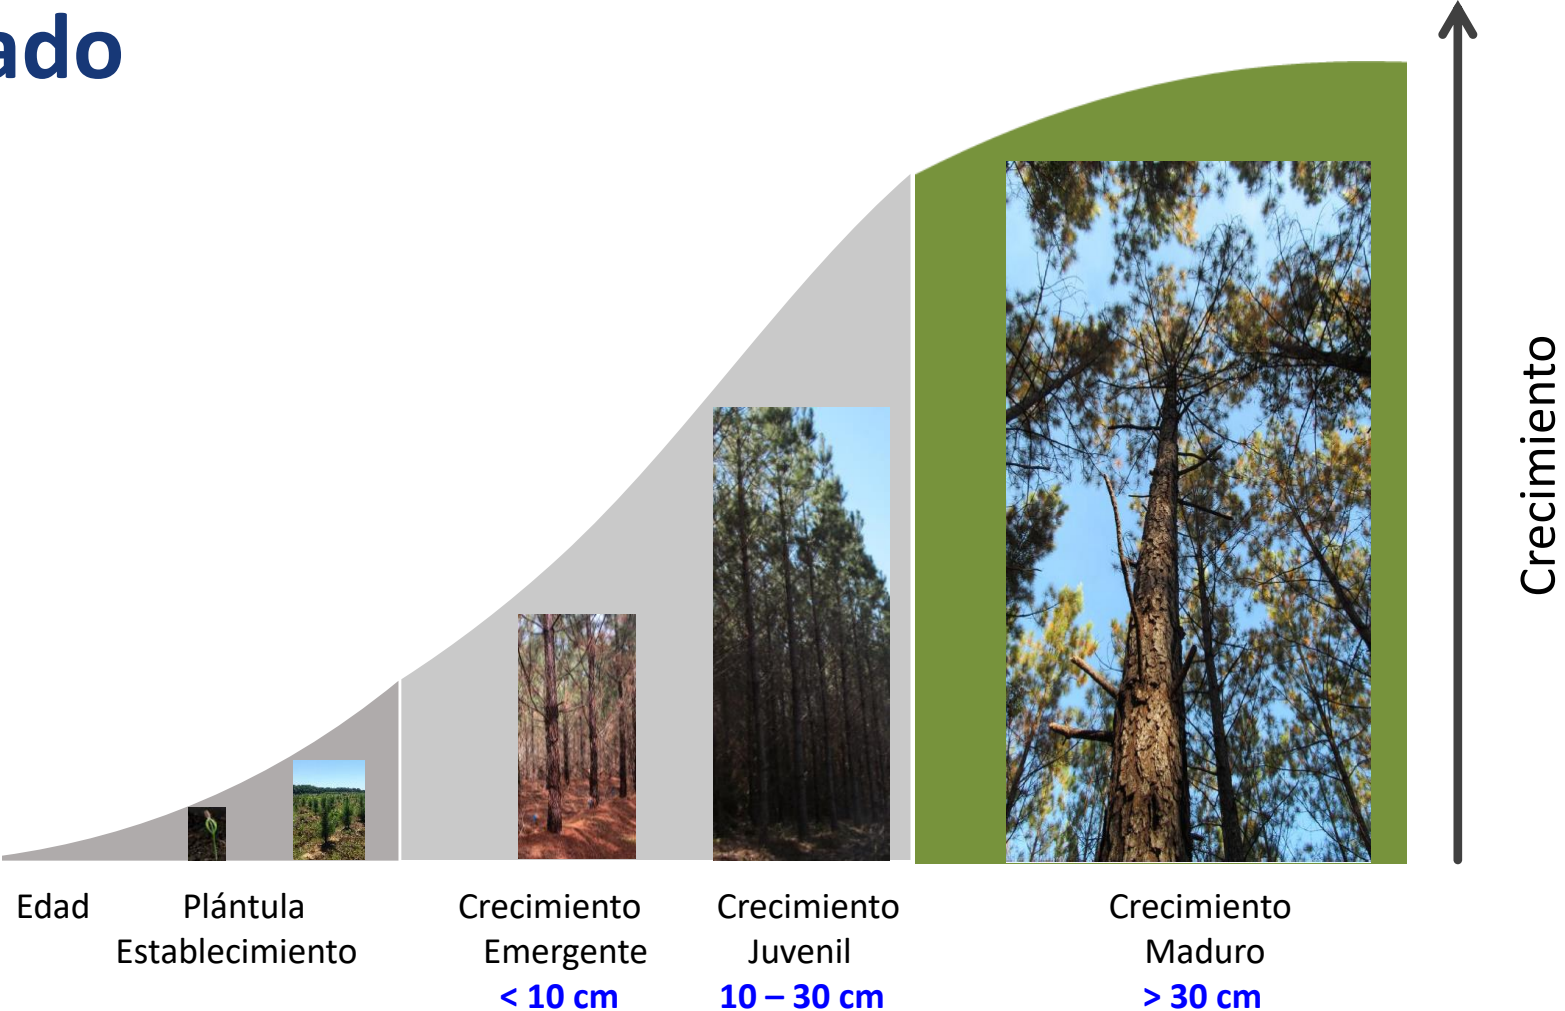 ado
Crecimiento
Edad
Plántula
Establecimiento
Crecimiento
Emergente
< 10 cm
Crecimiento
Juvenil
10 – 30 cm
Crecimiento
Maduro
> 30 cm